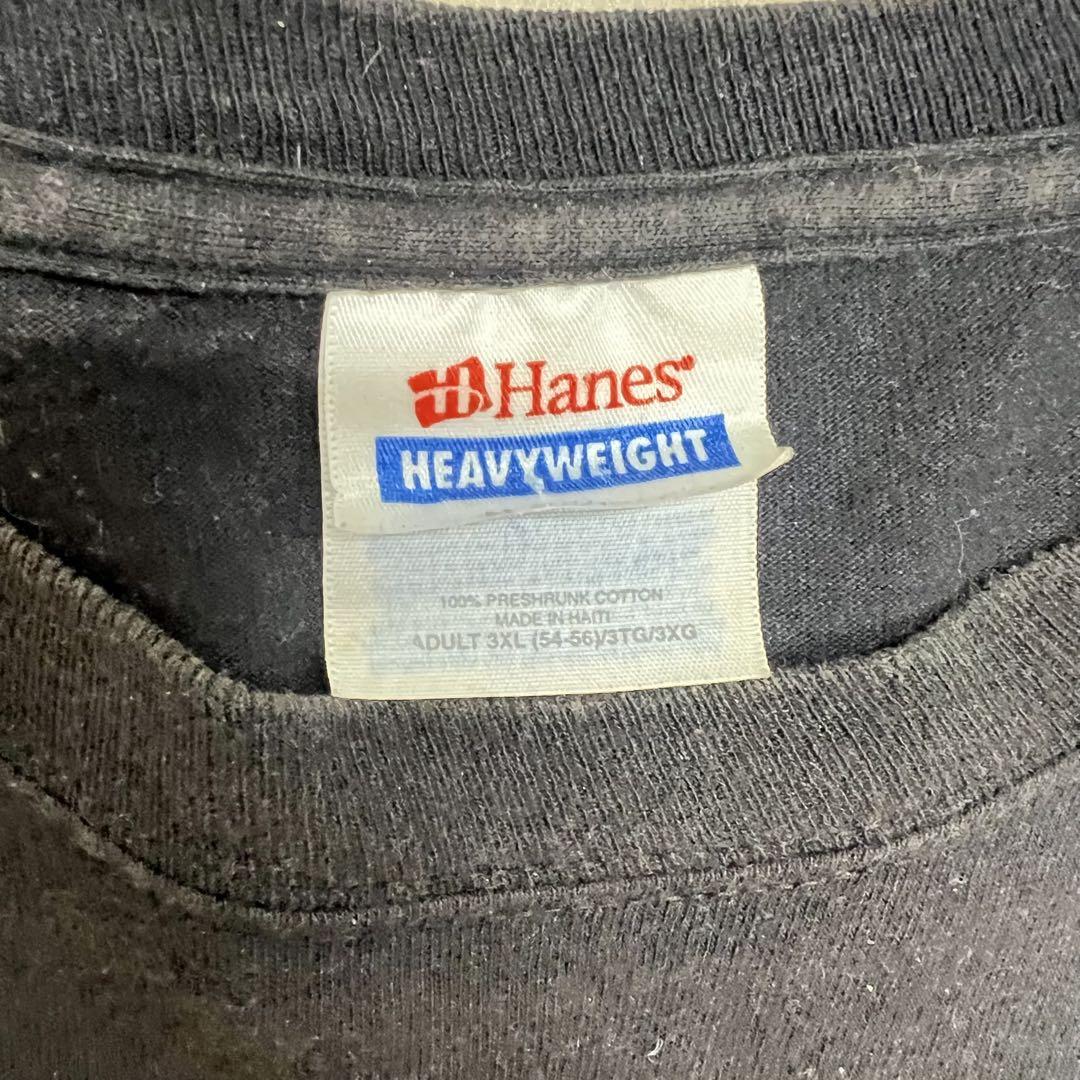 H Hanes®
HEAVYWEIGHT
100% PRESHRUNK COTTON
MADE IN HAITI
ADULT 3XL (54-56)/3TG/3XG